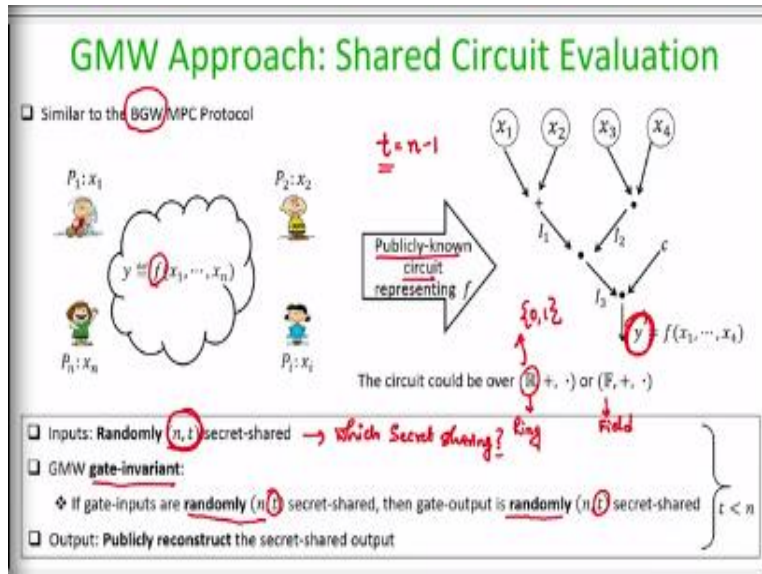 GMW Approach: Shared Circuit Evaluation
❑ Similar to the BGW MPC Protocol
t = n-1
P₁: x₁
P₂: x₂
y ≝ f(x₁, ⋯, xₙ)
Pₙ: xₙ
Pᵢ: xᵢ
Publicly-known
circuit
representing f
x₁ x₂ x₃ x₄
+ ·
I₁ I₂
· c
I₃ ·
{0,1}
y = f(x₁, ⋯, x₄)
The circuit could be over (ℝ, +, ·) or (𝔽, +, ·)
Ring Field
❑ Inputs: Randomly (n, t) secret-shared → Which Secret sharing?
❑ GMW gate-invariant:
❖ If gate-inputs are randomly (n, t) secret-shared, then gate-output is randomly (n, t) secret-shared
t < n
❑ Output: Publicly reconstruct the secret-shared output